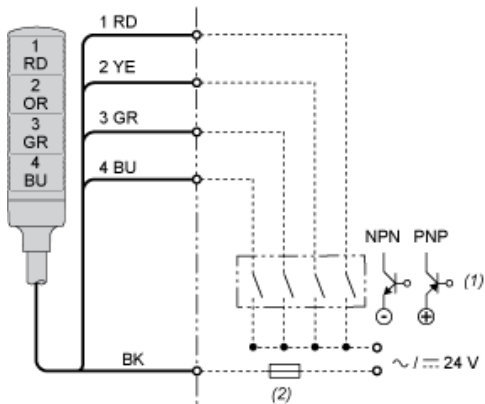 1
RD
2
OR
3
GR
4
BU
1 RD
2 YE
3 GR
4 BU
BK
NPN PNP
(1)
- +
~ / ⎓ 24 V
(2)